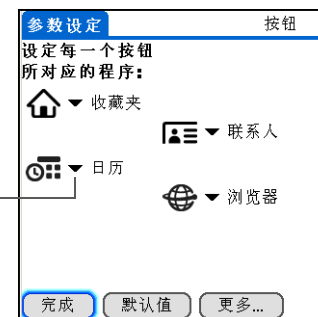 参数设定 按钮
设定每一个按钮
所对应的程序:
收藏夹
联系人
日历
浏览器
完成 默认值 更多...